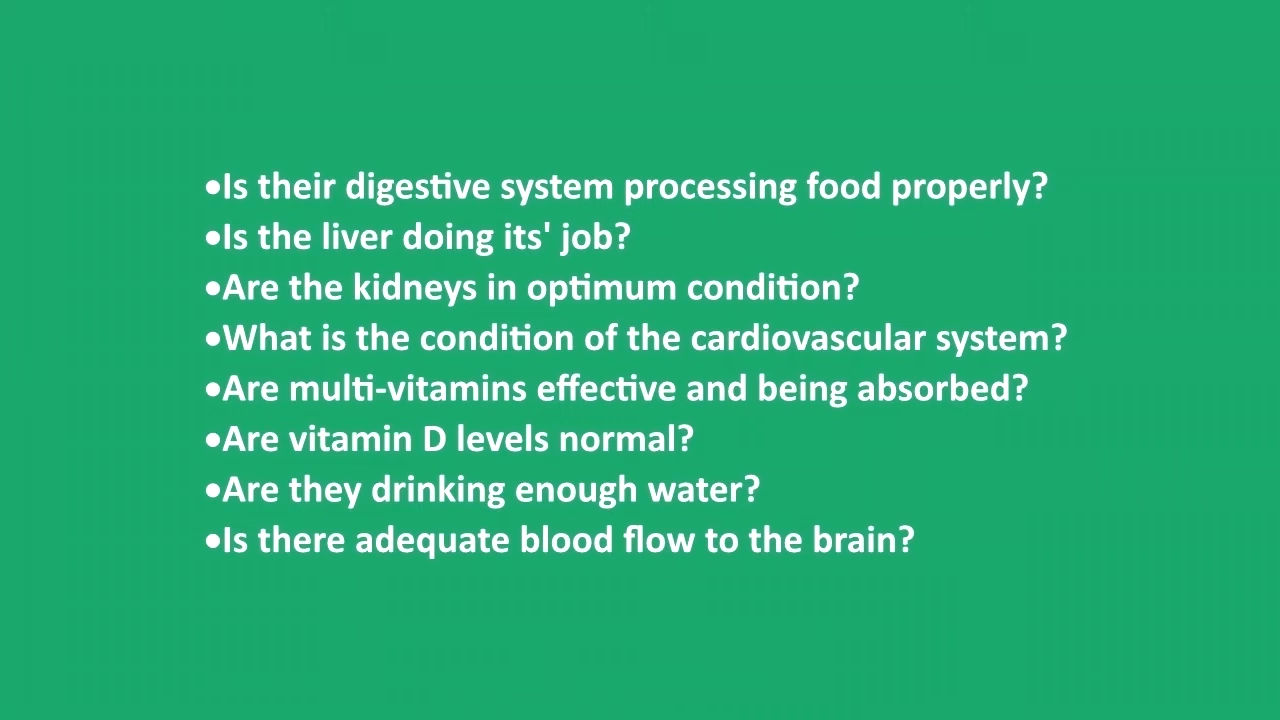 •Is their digestive system processing food properly?
•Is the liver doing its' job?
•Are the kidneys in optimum condition?
•What is the condition of the cardiovascular system?
•Are multi-vitamins effective and being absorbed?
•Are vitamin D levels normal?
•Are they drinking enough water?
•Is there adequate blood flow to the brain?